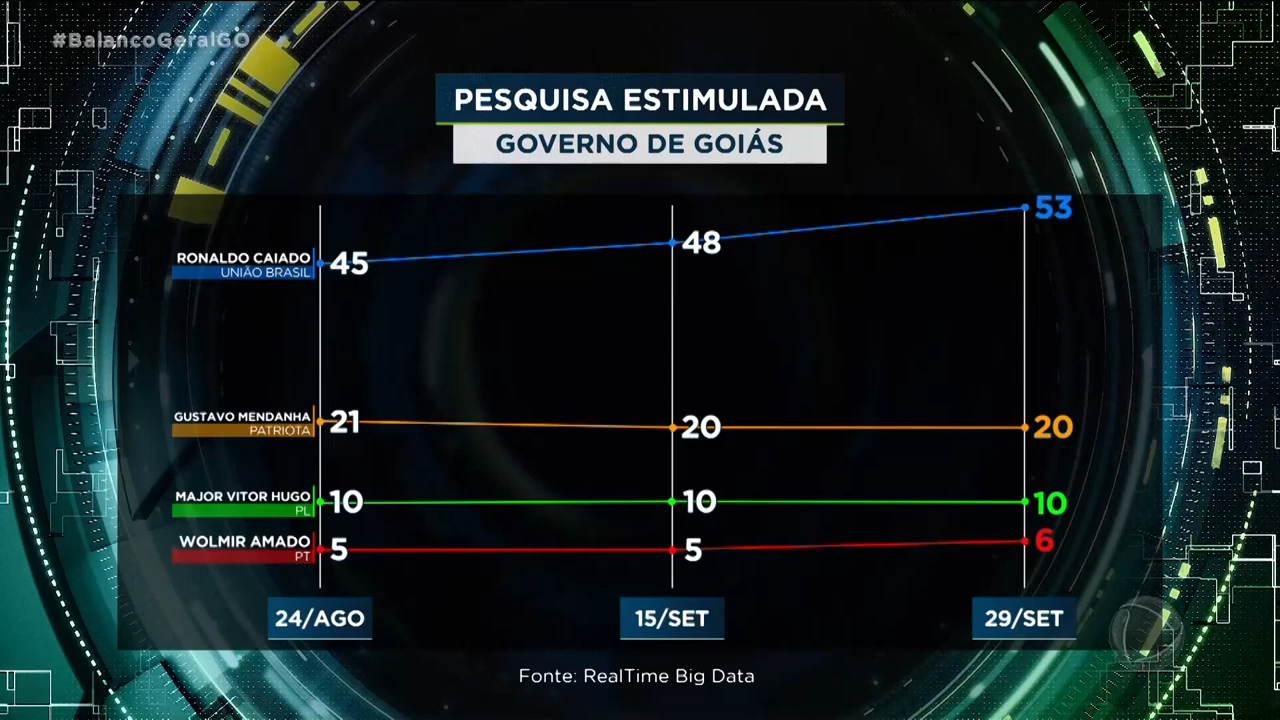 #BalancoGeralGO
PESQUISA ESTIMULADA
GOVERNO DE GOIÁS
RONALDO CAIADO
UNIÃO BRASIL
45
48
53
GUSTAVO MENDANHA
PATRIOTA
21
20
20
MAJOR VITOR HUGO
PL
10
10
10
WOLMIR AMADO
PT
5
5
6
24/AGO
15/SET
29/SET
Fonte: RealTime Big Data